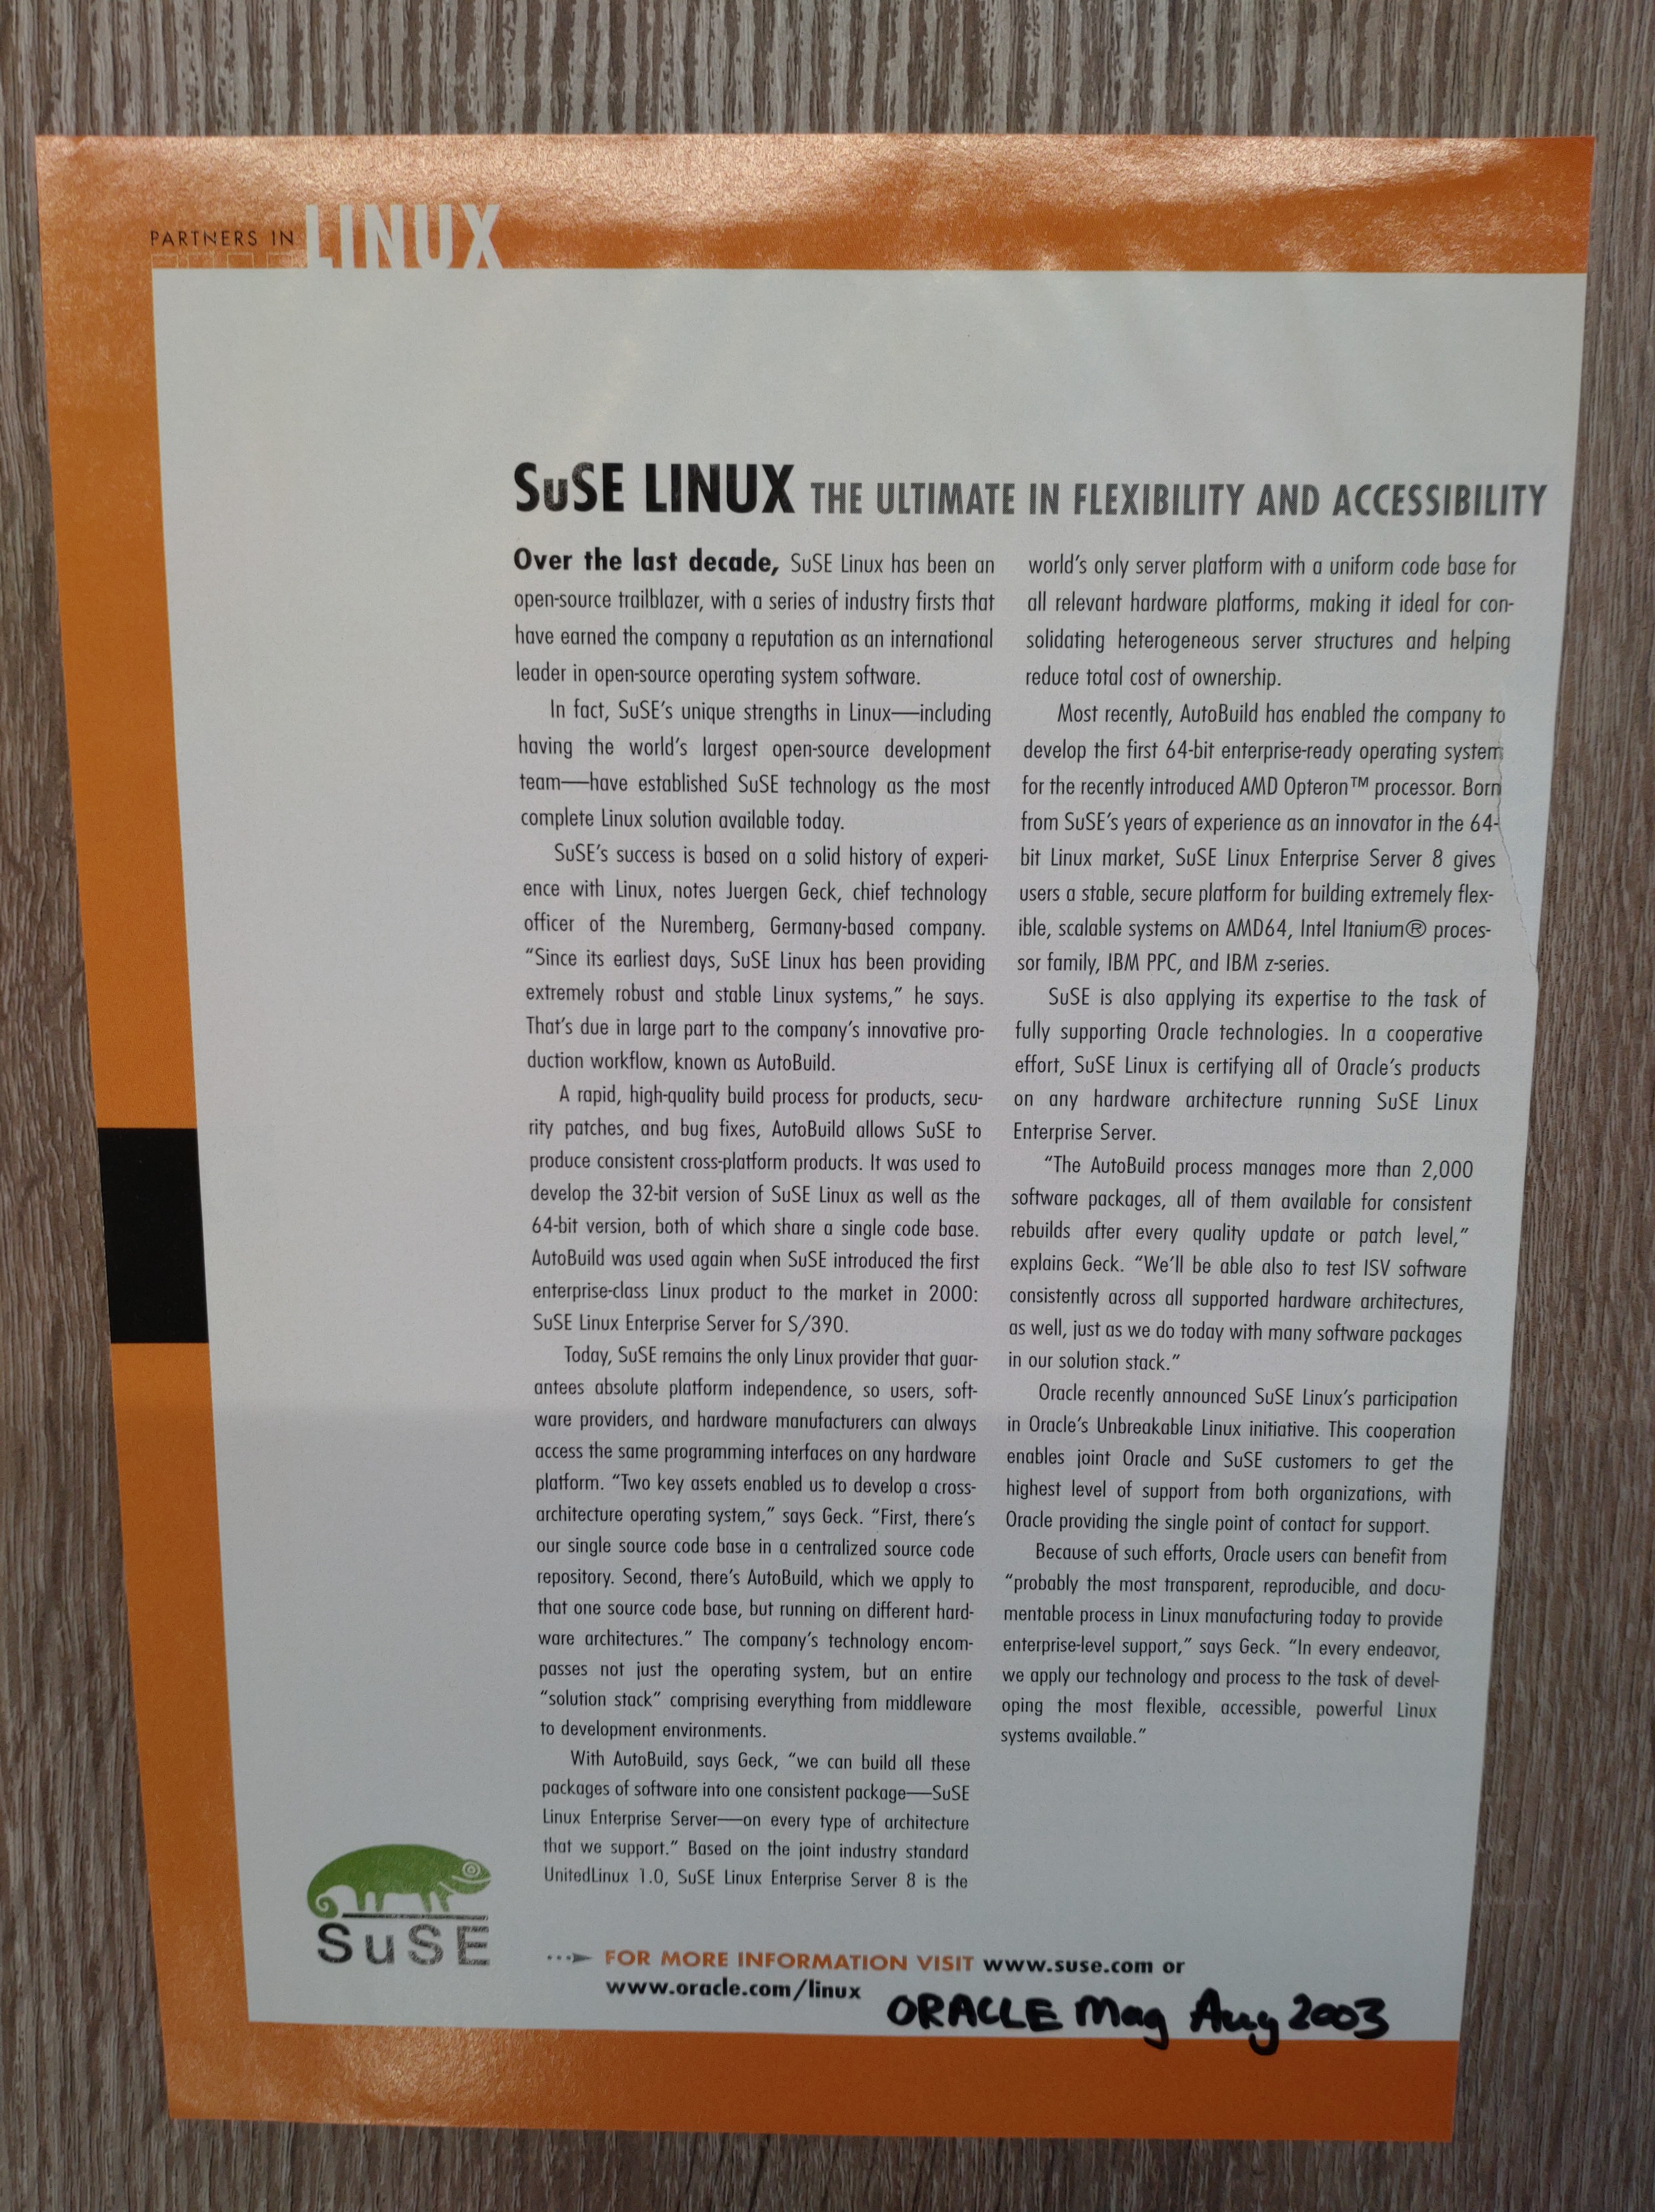 PARTNERS IN LINUX
SuSE LINUX THE ULTIMATE IN FLEXIBILITY AND ACCESSIBILITY
Over the last decade, SuSE Linux has been an
open-source trailblazer, with a series of industry firsts that
have earned the company a reputation as an international
leader in open-source operating system software.
In fact, SuSE's unique strengths in Linux—including
having the world's largest open-source development
team—have established SuSE technology as the most
complete Linux solution available today.
SuSE's success is based on a solid history of experi-
ence with Linux, notes Juergen Geck, chief technology
officer of the Nuremberg, Germany-based company.
“Since its earliest days, SuSE Linux has been providing
extremely robust and stable Linux systems,” he says.
That's due in large part to the company's innovative pro-
duction workflow, known as AutoBuild.
A rapid, high-quality build process for products, secu-
rity patches, and bug fixes, AutoBuild allows SuSE to
produce consistent cross-platform products. It was used to
develop the 32-bit version of SuSE Linux as well as the
64-bit version, both of which share a single code base.
AutoBuild was used again when SuSE introduced the first
enterprise-class Linux product to the market in 2000:
SuSE Linux Enterprise Server for S/390.
Today, SuSE remains the only Linux provider that guar-
antees absolute platform independence, so users, soft-
ware providers, and hardware manufacturers can always
access the same programming interfaces on any hardware
platform. “Two key assets enabled us to develop a cross-
architecture operating system,” says Geck. “First, there's
our single source code base in a centralized source code
repository. Second, there's AutoBuild, which we apply to
that one source code base, but running on different hard-
ware architectures.” The company's technology encom-
passes not just the operating system, but an entire
“solution stack” comprising everything from middleware
to development environments.
With AutoBuild, says Geck, “we can build all these
packages of software into one consistent package—SuSE
Linux Enterprise Server—on every type of architecture
that we support.” Based on the joint industry standard
UnitedLinux 1.0, SuSE Linux Enterprise Server 8 is the
world's only server platform with a uniform code base for
all relevant hardware platforms, making it ideal for con-
solidating heterogeneous server structures and helping
reduce total cost of ownership.
Most recently, AutoBuild has enabled the company to
develop the first 64-bit enterprise-ready operating system
for the recently introduced AMD Opteron™ processor. Born
from SuSE's years of experience as an innovator in the 64-
bit Linux market, SuSE Linux Enterprise Server 8 gives
users a stable, secure platform for building extremely flex-
ible, scalable systems on AMD64, Intel Itanium® proces-
sor family, IBM PPC, and IBM z-series.
SuSE is also applying its expertise to the task of
fully supporting Oracle technologies. In a cooperative
effort, SuSE Linux is certifying all of Oracle's products
on any hardware architecture running SuSE Linux
Enterprise Server.
“The AutoBuild process manages more than 2,000
software packages, all of them available for consistent
rebuilds after every quality update or patch level,”
explains Geck. “We'll be able also to test ISV software
consistently across all supported hardware architectures,
as well, just as we do today with many software packages
in our solution stack.”
Oracle recently announced SuSE Linux's participation
in Oracle's Unbreakable Linux initiative. This cooperation
enables joint Oracle and SuSE customers to get the
highest level of support from both organizations, with
Oracle providing the single point of contact for support.
Because of such efforts, Oracle users can benefit from
“probably the most transparent, reproducible, and docu-
mentable process in Linux manufacturing today to provide
enterprise-level support,” says Geck. “In every endeavor,
we apply our technology and process to the task of devel-
oping the most flexible, accessible, powerful Linux
systems available.”
SuSE
FOR MORE INFORMATION VISIT www.suse.com or
www.oracle.com/linux
ORACLE Mag Aug 2003